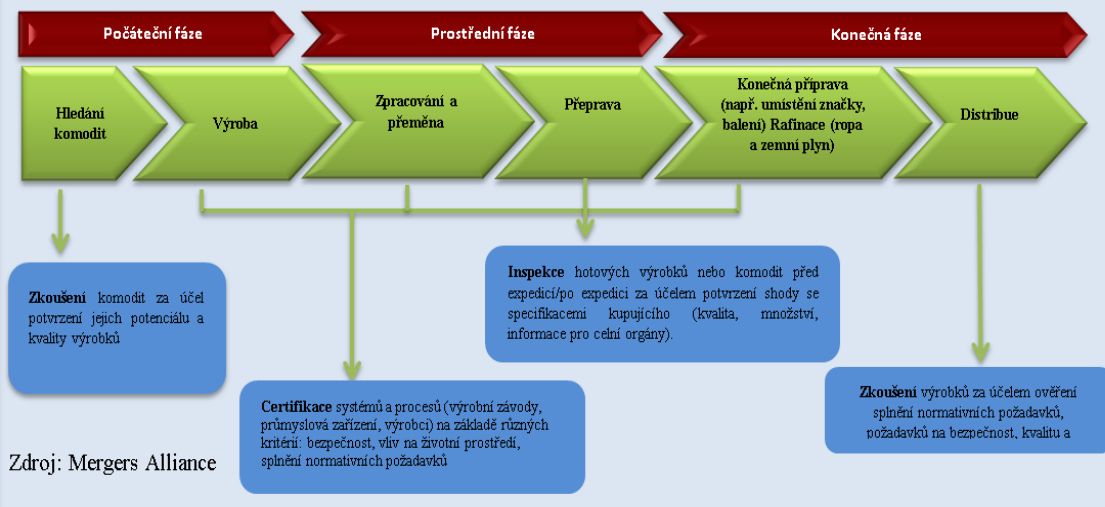 Počáteční fáze
Prostřední fáze
Konečná fáze
Hledání
komodit
Výroba
Zpracování a
přeměna
Přeprava
Konečná příprava
(např. umístění značky,
balení) Rafinace (ropa
a zemní plyn)
Distribue
Zkoušení komodit za účel
potvrzení jejich potenciálu a
kvality výrobků
Inspekce hotových výrobků nebo komodit před
expedicí/po expedici za účelem potvrzení shody se
specifikacemi kupujícího (kvalita, množství,
informace pro celní orgány).
Certifikace systémů a procesů (výrobní závody,
průmyslová zařízení, výrobci) na základě různých
kritérií: bezpečnost, vliv na životní prostředí,
splnění normativních požadavků
Zkoušení výrobků za účelem ověření
splnění normativních požadavků,
požadavků na bezpečnost, kvalitu a
Zdroj: Mergers Alliance